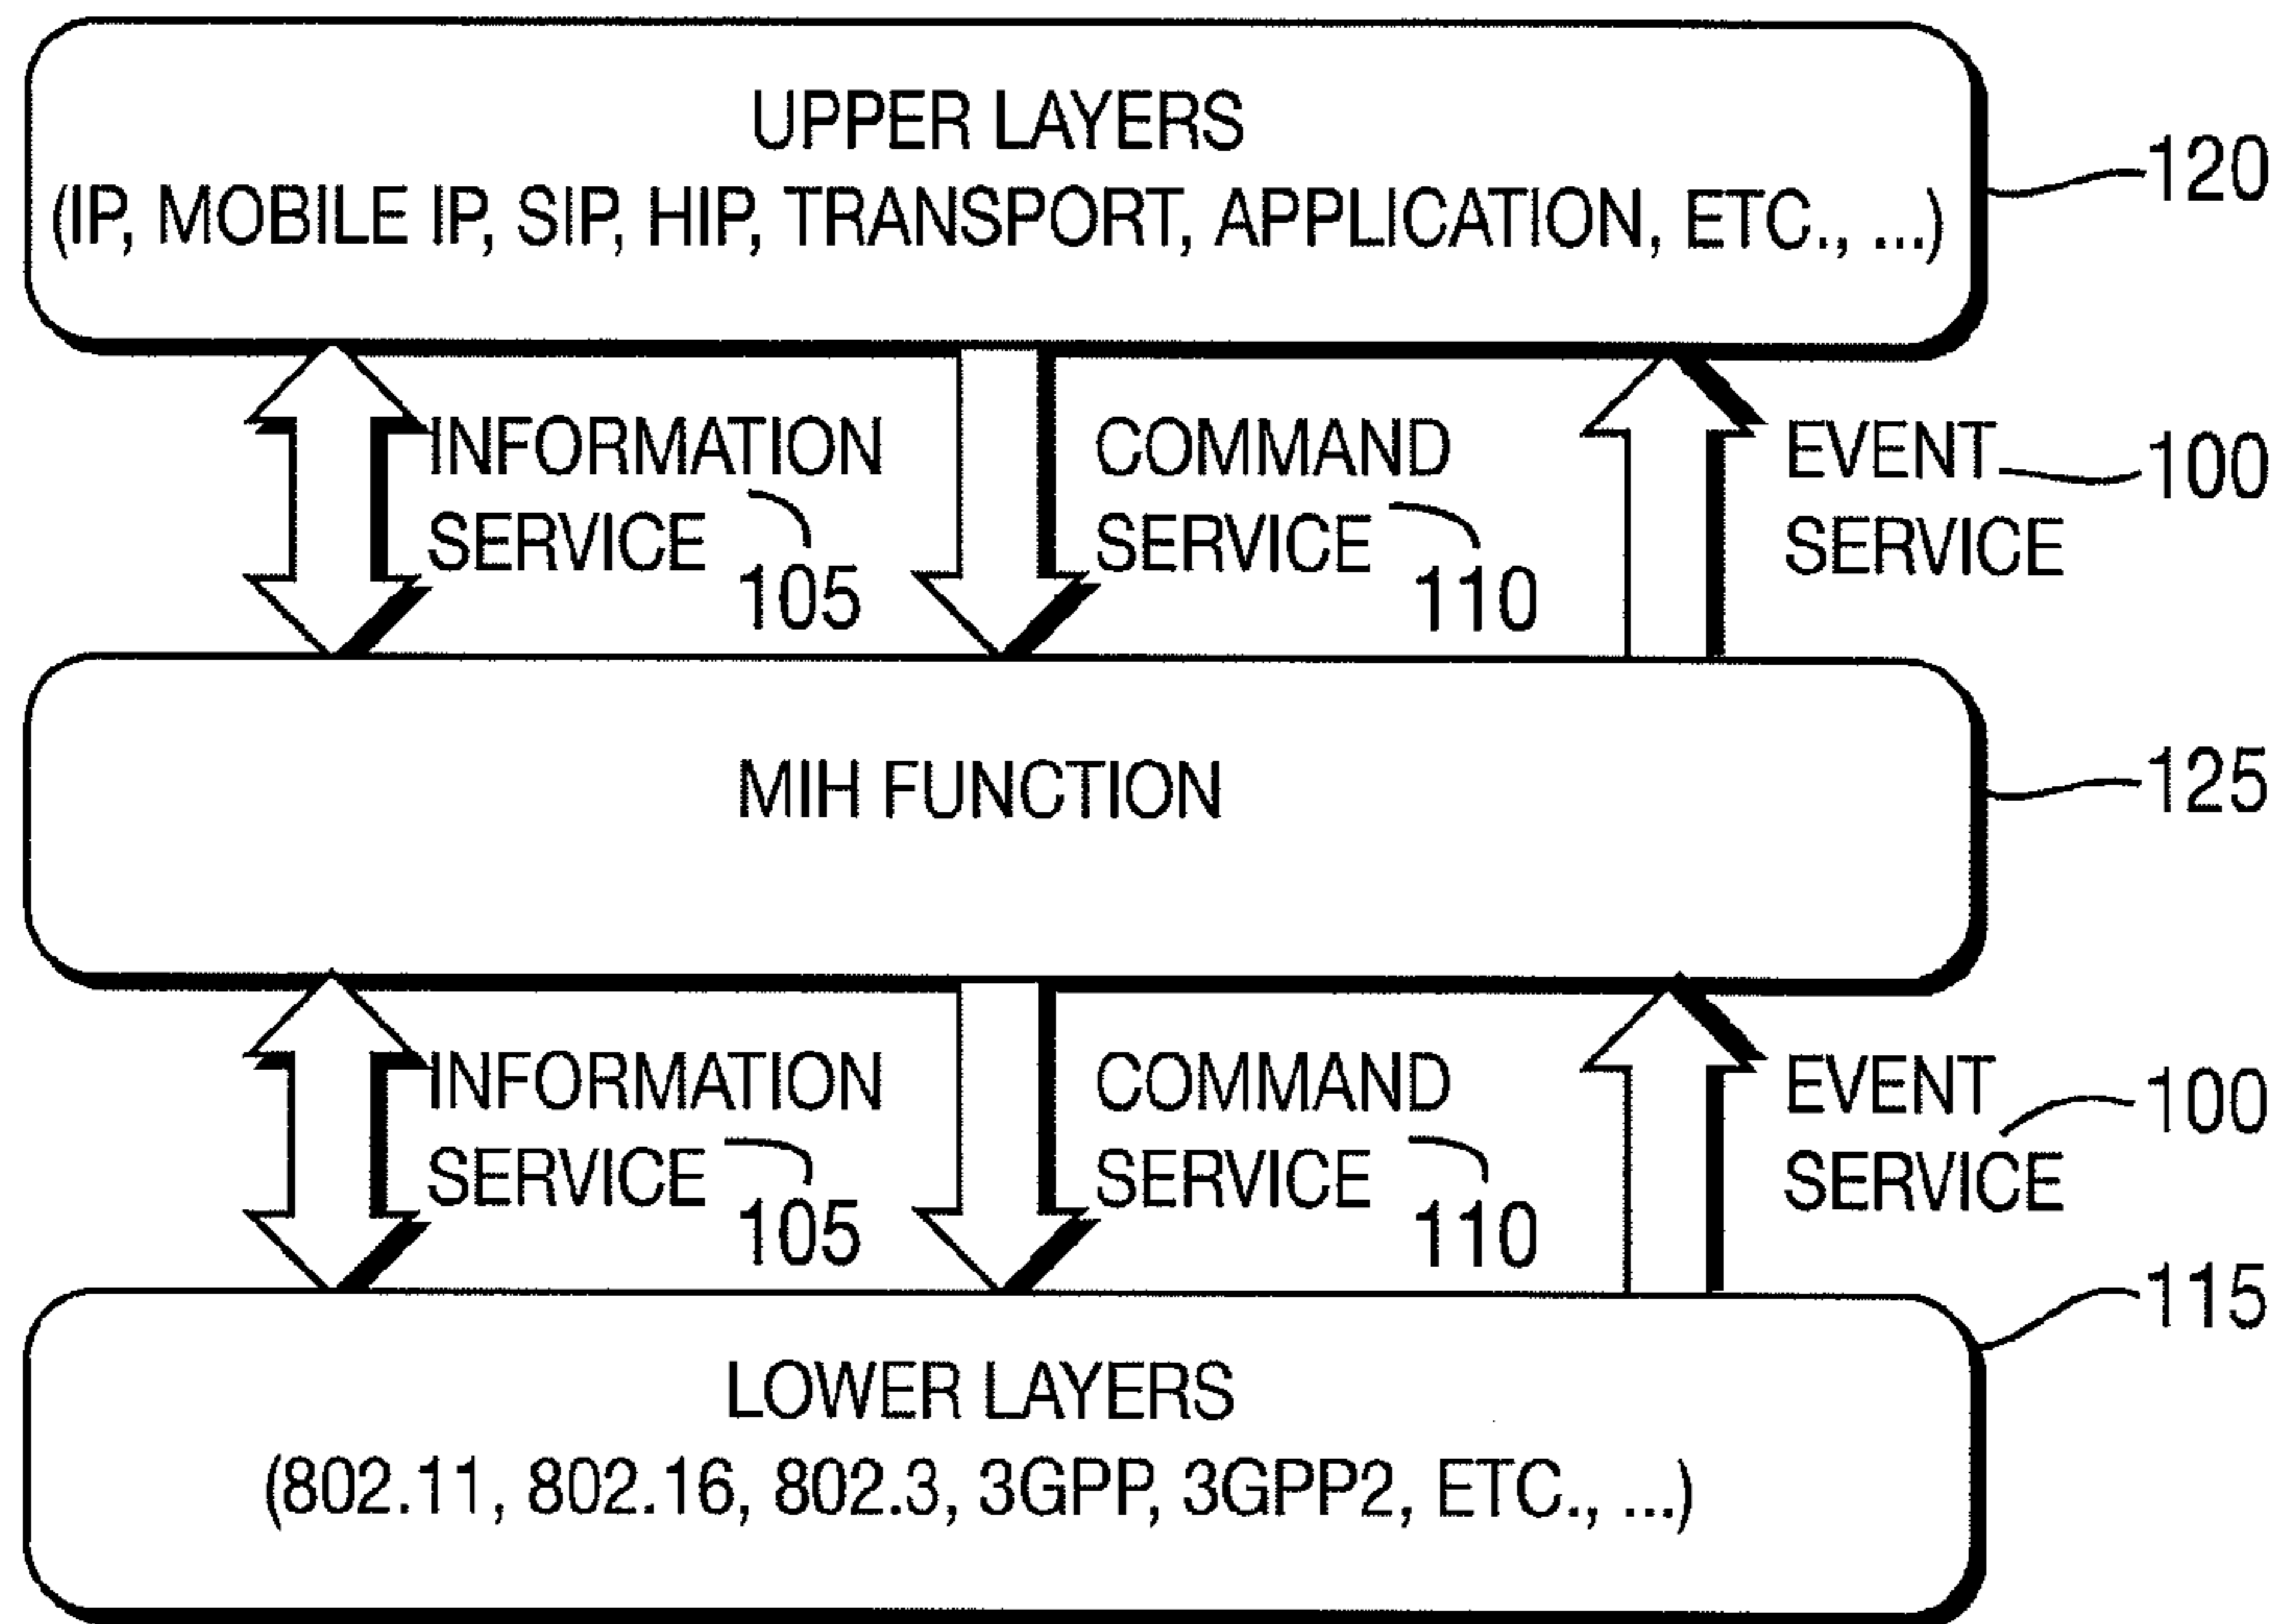 UPPER LAYERS
(IP, MOBILE IP, SIP, HIP, TRANSPORT, APPLICATION, ETC., ...)
120
INFORMATION
SERVICE
105
COMMAND
SERVICE
110
EVENT
SERVICE
100
MIH FUNCTION
125
INFORMATION
SERVICE
105
COMMAND
SERVICE
110
EVENT
SERVICE
100
115
LOWER LAYERS
(802.11, 802.16, 802.3, 3GPP, 3GPP2, ETC., ...)